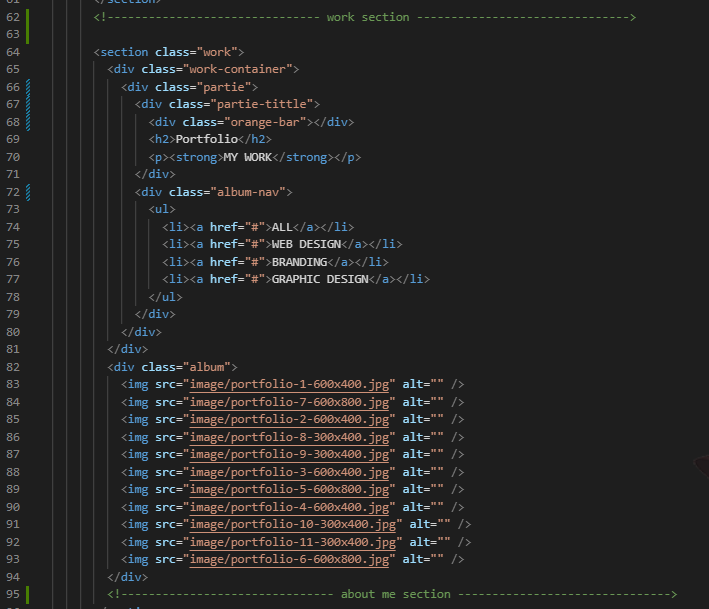 61 </section>
62 <!------------------------------- work section ------------------------------->
63
64 <section class="work">
65 <div class="work-container">
66 <div class="partie">
67 <div class="partie-tittle">
68 <div class="orange-bar"></div>
69 <h2>Portfolio</h2>
70 <p><strong>MY WORK</strong></p>
71 </div>
72 <div class="album-nav">
73 <ul>
74 <li><a href="#">ALL</a></li>
75 <li><a href="#">WEB DESIGN</a></li>
76 <li><a href="#">BRANDING</a></li>
77 <li><a href="#">GRAPHIC DESIGN</a></li>
78 </ul>
79 </div>
80 </div>
81 </div>
82 <div class="album">
83 <img src="image/portfolio-1-600x400.jpg" alt="" />
84 <img src="image/portfolio-7-600x800.jpg" alt="" />
85 <img src="image/portfolio-2-600x400.jpg" alt="" />
86 <img src="image/portfolio-8-300x400.jpg" alt="" />
87 <img src="image/portfolio-9-300x400.jpg" alt="" />
88 <img src="image/portfolio-3-600x400.jpg" alt="" />
89 <img src="image/portfolio-5-600x800.jpg" alt="" />
90 <img src="image/portfolio-4-600x400.jpg" alt="" />
91 <img src="image/portfolio-10-300x400.jpg" alt="" />
92 <img src="image/portfolio-11-300x400.jpg" alt="" />
93 <img src="image/portfolio-6-600x800.jpg" alt="" />
94 </div>
95 <!------------------------------- about me section ------------------------------->